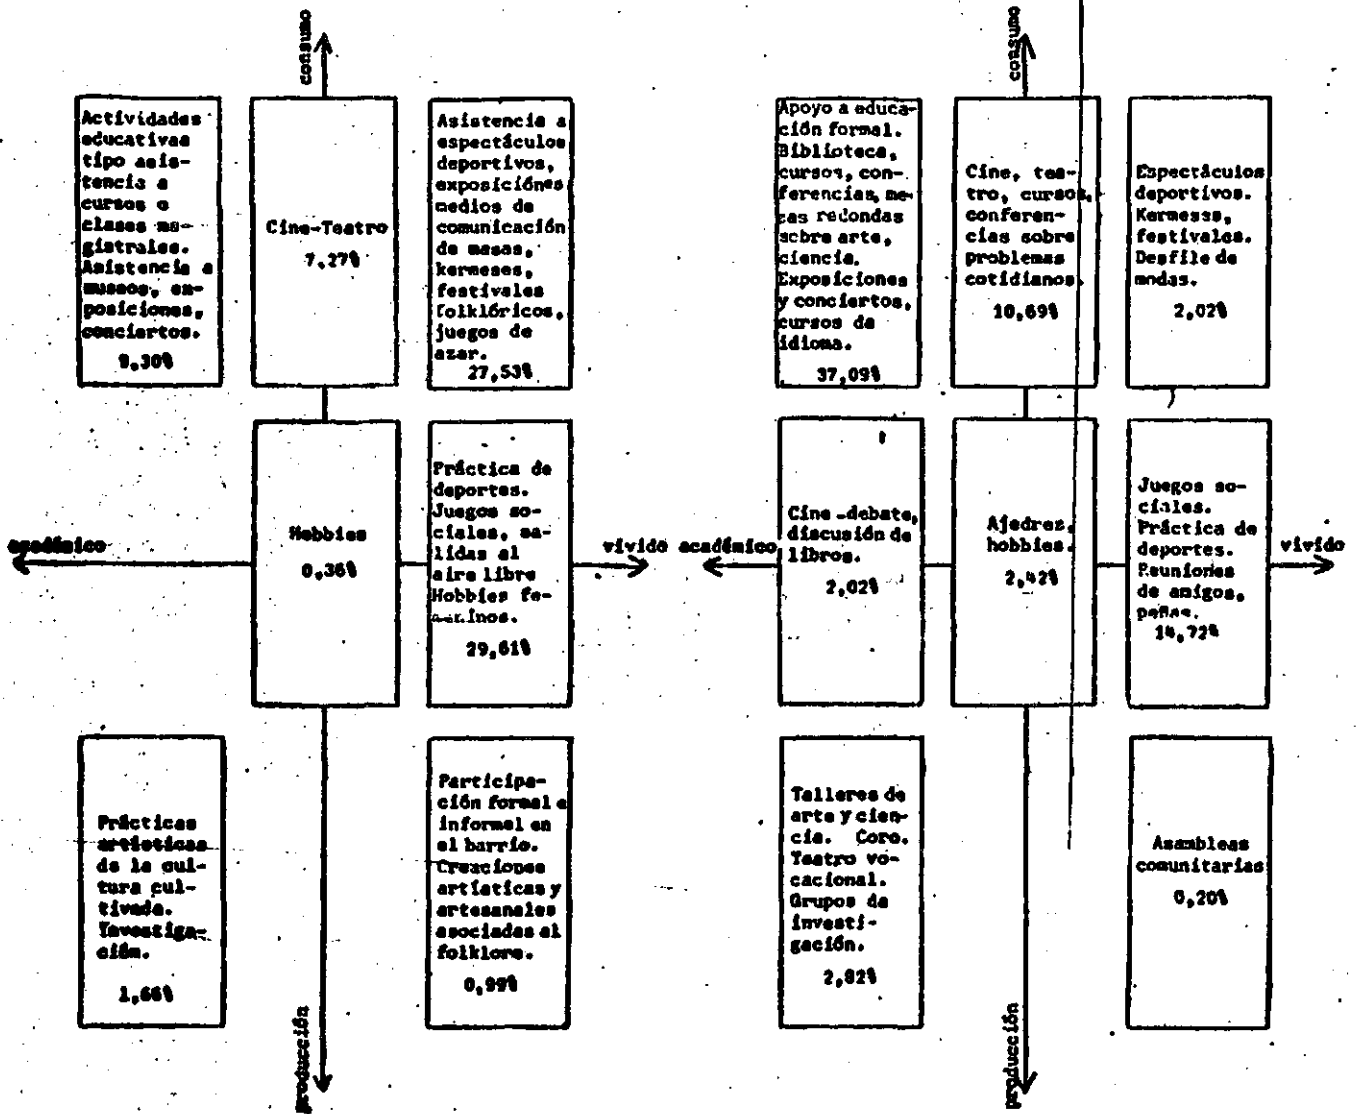 consumo
Actividades
educativas
tipo asis-
tencia a
cursos o
clases ma-
gistrales.
Asistencia a
museos, ex-
posiciones,
conciertos.
9,30%
Cine-Teatro
7,27%
Asistencia a
espectáculos
deportivos,
exposiciónes
medios de
comunicación
de masas,
kermeses,
festivales
folklóricos,
juegos de
azar.
27,53%
académico
Hobbies
0,36%
Práctica de
deportes.
Juegos so-
ciales, sa-
lidas al
aire libre
Hobbies fe-
meninos.
29,61%
vivido
Prácticas
artísticas
de la cul-
tura cul-
tivada.
Investiga-
ción.
1,66%
Participa-
ción formal e
informal en
el barrio.
Creaciones
artísticas y
artesanales
asociadas al
folklore.
0,99%
producción
consumo
Apoyo a educa-
ción formal.
Biblioteca,
cursos, con-
ferencias, me-
sas redondas
sobre arte,
ciencia.
Exposiciones
y conciertos,
cursos de
idioma.
37,09%
Cine, tea-
tro, cursos,
conferen-
cias sobre
problemas
cotidianos.
10,69%
Espectáculos
deportivos.
Kermesse,
festivales.
Desfile de
modas.
2,02%
académico
Cine-debate,
discusión de
libros.
2,02%
Ajedrez,
hobbies.
2,42%
Juegos so-
ciales.
Práctica de
deportes.
Reuniones
de amigos,
peñas.
14,72%
vivido
Talleres de
arte y cien-
cia. Coro.
Teatro vo-
cacional.
Grupos de
investi-
gación.
2,82%
Asambleas
comunitarias
0,20%
producción